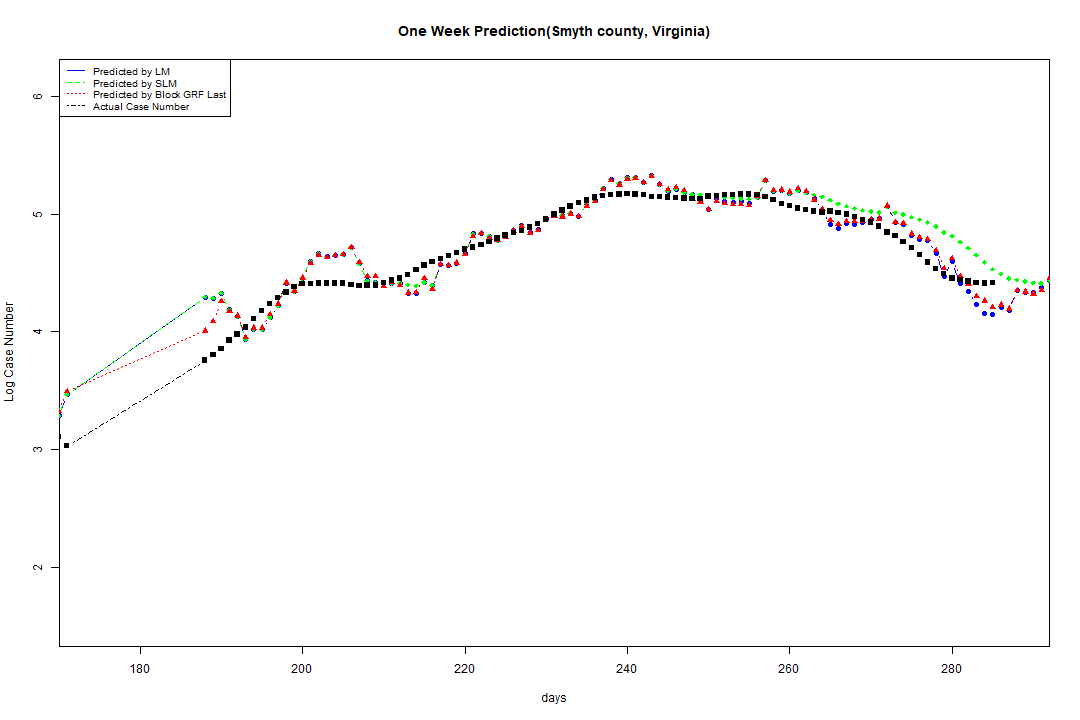 One Week Prediction(Smyth county, Virginia)
Predicted by LM
Predicted by SLM
Predicted by Block GRF Last
Actual Case Number
6
5
4
3
2
Log Case Number
180 200 220 240 260 280
days